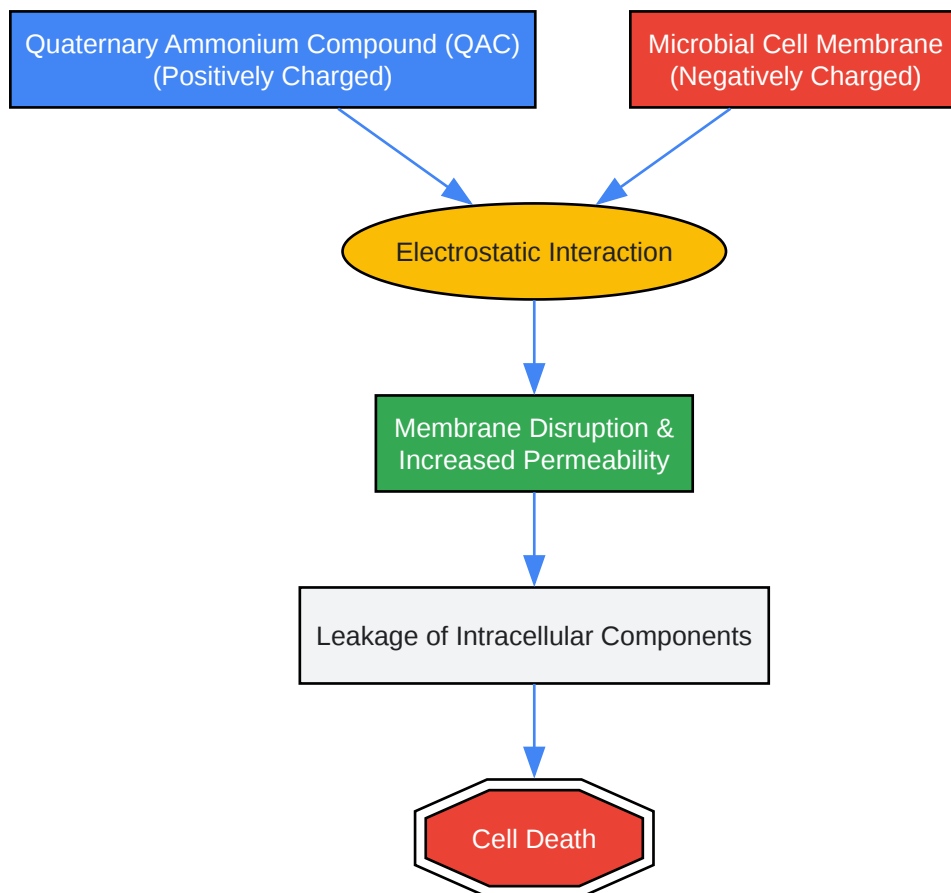 Quaternary Ammonium Compound (QAC)
(Positively Charged)
Microbial Cell Membrane
(Negatively Charged)
Electrostatic Interaction
Membrane Disruption &
Increased Permeability
Leakage of Intracellular Components
Cell Death